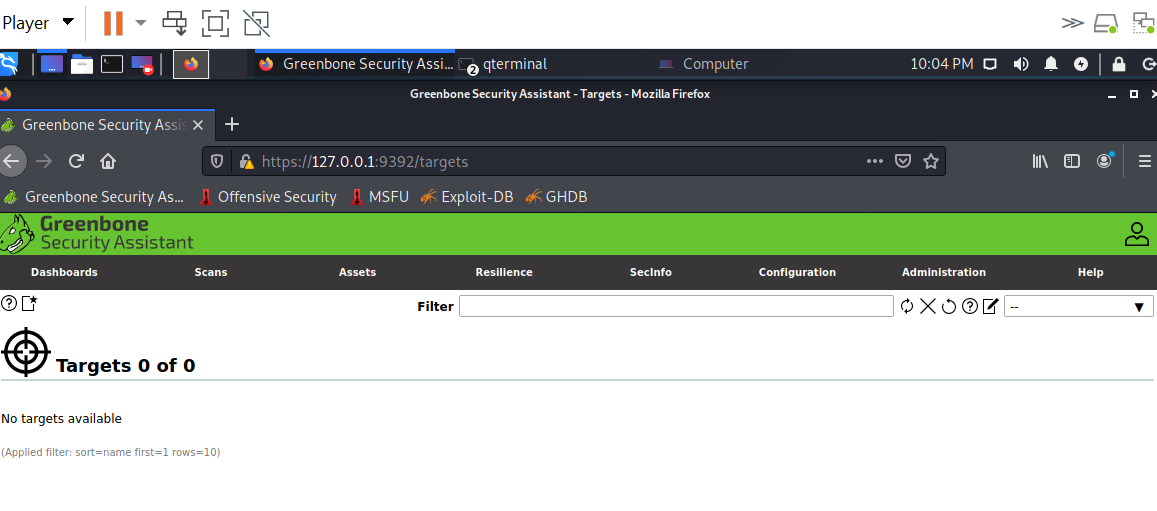 Player
Greenbone Security Assi... 2 qterminal Computer 10:04 PM
Greenbone Security Assistant - Targets - Mozilla Firefox
Greenbone Security Assis
https://127.0.0.1:9392/targets
Greenbone Security As... Offensive Security MSFU Exploit-DB GHDB
Greenbone
Security Assistant
Dashboards Scans Assets Resilience SecInfo Configuration Administration Help
Filter --
Targets 0 of 0
No targets available
(Applied filter: sort=name first=1 rows=10)